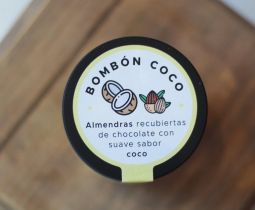 BOMBÓN COCO
Almendras recubiertas
de chocolate con
suave sabor
coco